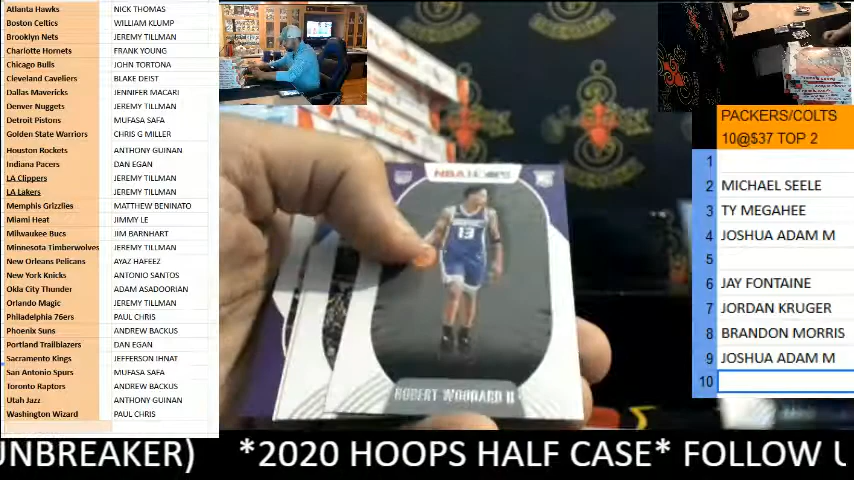 Atlanta Hawks NICK THOMAS
Boston Celtics WILLIAM KLUMP
Brooklyn Nets JEREMY TILLMAN
Charlotte Hornets FRANK YOUNG
Chicago Bulls JOHN TORTONA
Cleveland Cavaliers BLAKE DEIST
Dallas Mavericks JENNIFER MACARI
Denver Nuggets JEREMY TILLMAN
Detroit Pistons MUFASA SAFA
Golden State Warriors CHRIS G MILLER
Houston Rockets ANTHONY GUINAN
Indiana Pacers DAN EGAN
LA Clippers JEREMY TILLMAN
LA Lakers JEREMY TILLMAN
Memphis Grizzlies MATTHEW BENINATO
Miami Heat JIMMY LE
Milwaukee Bucs JIM BARNHART
Minnesota Timberwolves JEREMY TILLMAN
New Orleans Pelicans AYAZ HAFEEZ
New York Knicks ANTONIO SANTOS
Okla City Thunder ADAM ASADOORIAN
Orlando Magic JEREMY TILLMAN
Philadelphia 76ers PAUL CHRIS
Phoenix Suns ANDREW BACKUS
Portland Trailblazers DAN EGAN
Sacramento Kings JEFFERSON IHNAT
San Antonio Spurs MUFASA SAFA
Toronto Raptors ANDREW BACKUS
Utah Jazz ANTHONY GUINAN
Washington Wizard PAUL CHRIS
NBA HOOPS
13
ROBERT WOODARD II
PACKERS/COLTS
10@$37 TOP 2
1
2 MICHAEL SEELE
3 TY MEGAHEE
4 JOSHUA ADAM M
5
6 JAY FONTAINE
7 JORDAN KRUGER
8 BRANDON MORRIS
9 JOSHUA ADAM M
10
UNBREAKER) *2020 HOOPS HALF CASE* FOLLOW U